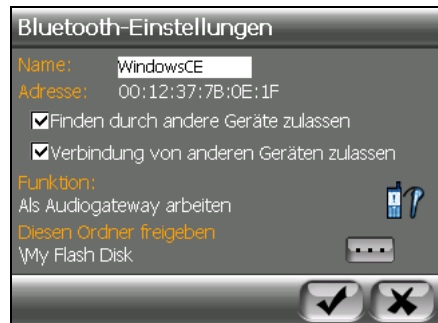 Bluetooth-Einstellungen
Name: WindowsCE
Adresse: 00:12:37:7B:0E:1F
Finden durch andere Geräte zulassen
Verbindung von anderen Geräten zulassen
Funktion:
Als Audiogateway arbeiten
Diesen Ordner freigeben
\My Flash Disk
...